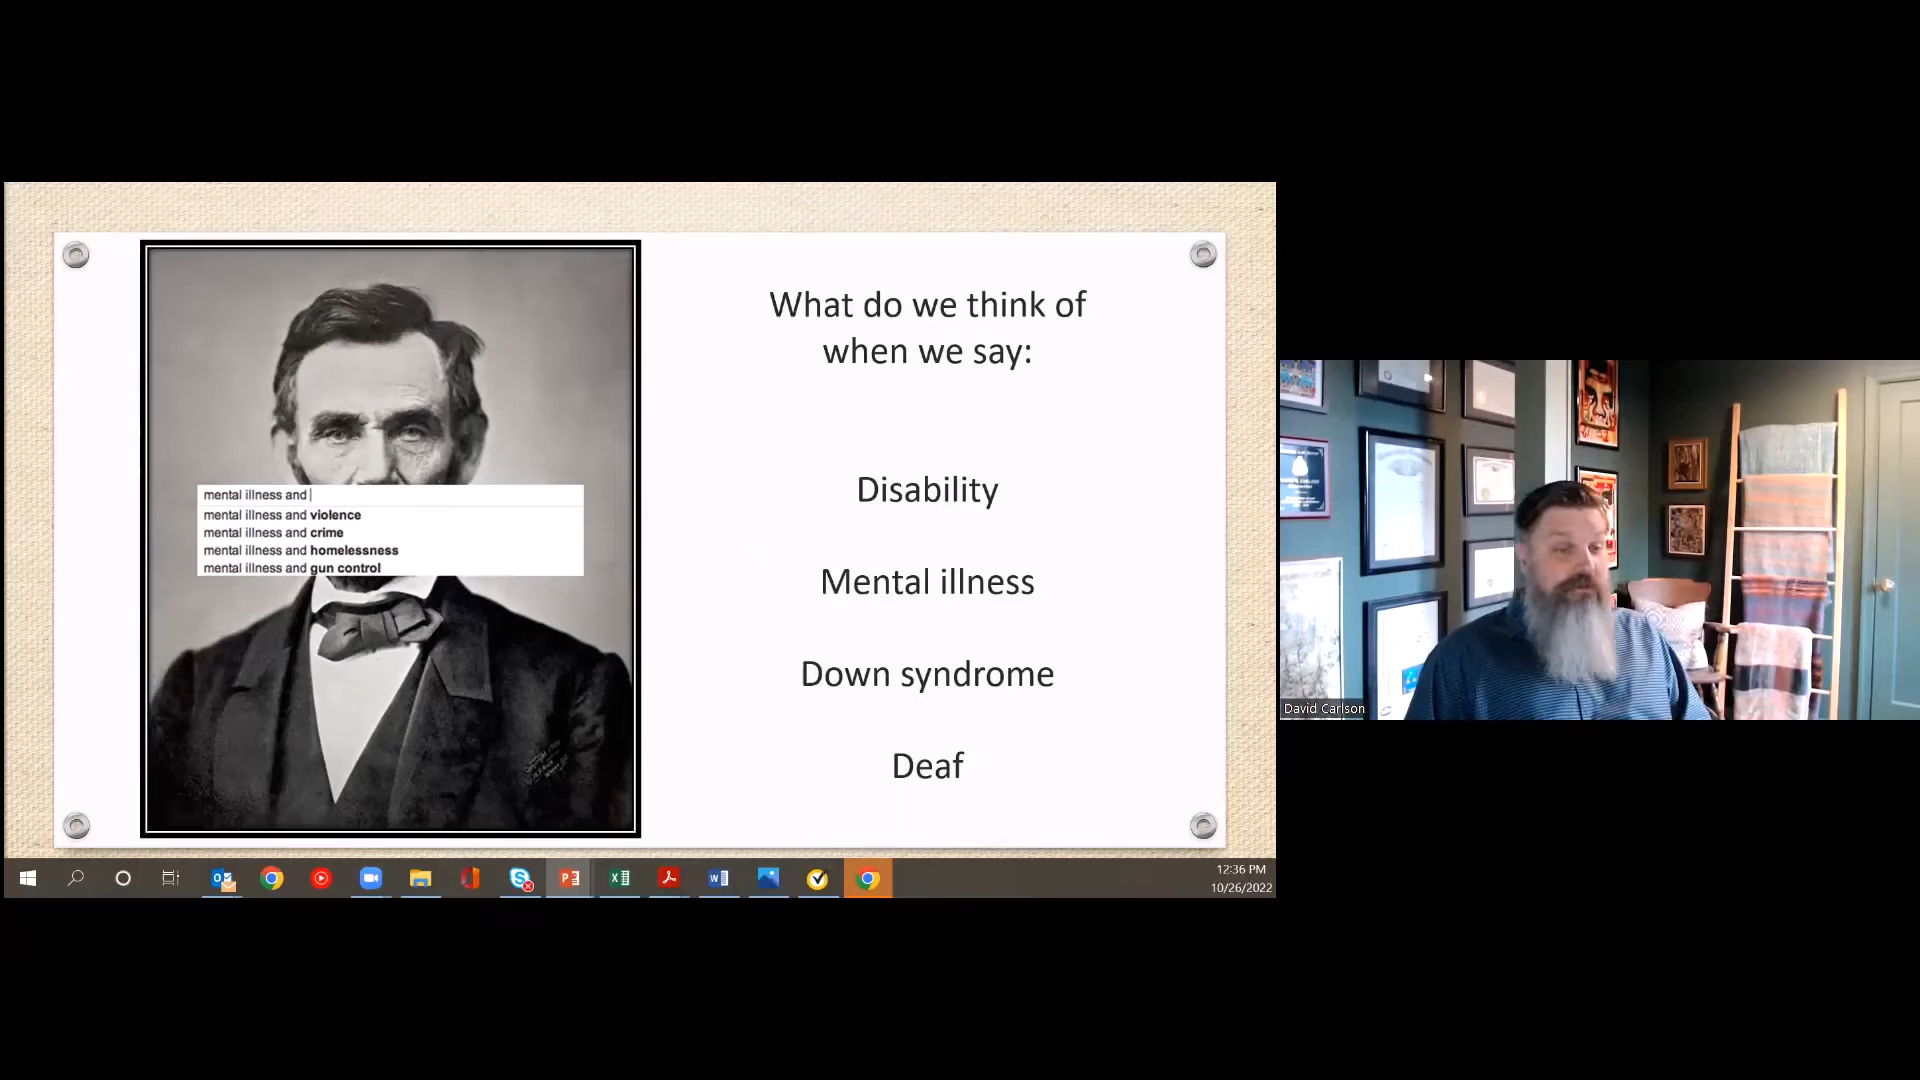 What do we think of
when we say:
Disability
Mental illness
Down syndrome
Deaf
mental illness and
mental illness and violence
mental illness and crime
mental illness and homelessness
mental illness and gun control
David Carlson
12:36 PM
10/26/2022